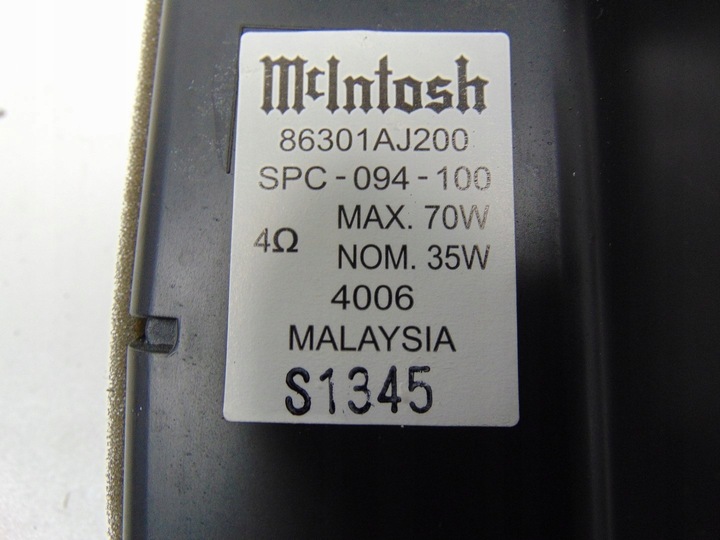 McIntosh
86301AJ200
SPC-094-100
4Ω MAX. 70W
NOM. 35W
4006
MALAYSIA
S1345